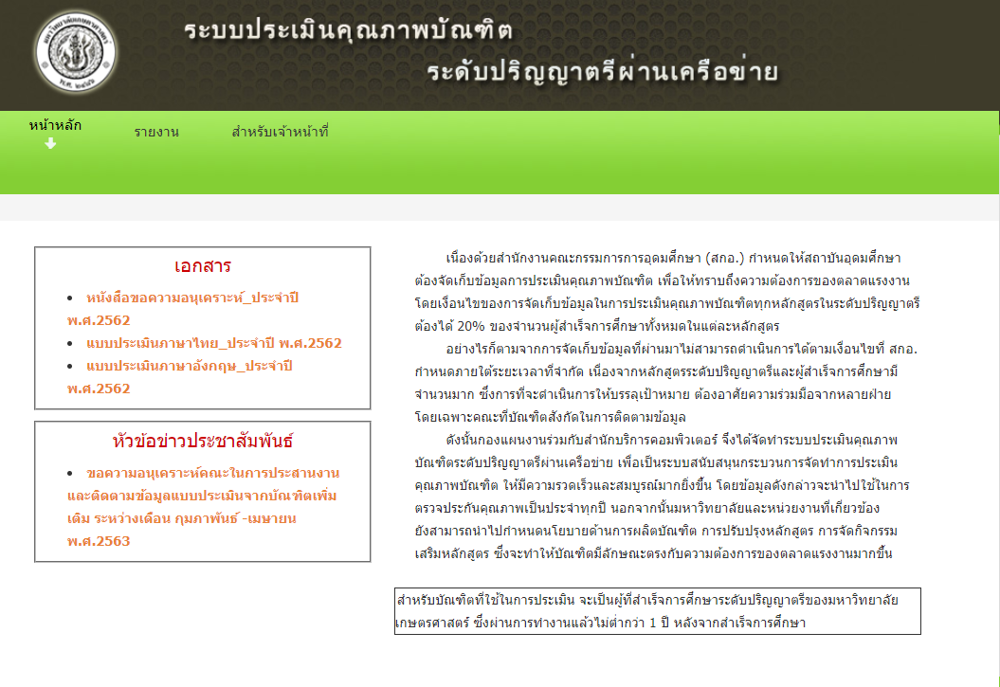 ระบบประเมินคุณภาพบัณฑิต
ระดับปริญญาตรีผ่านเครือข่าย
หน้าหลัก
รายงาน
สำหรับเจ้าหน้าที่
เอกสาร
หนังสือขอความอนุเคราะห์_ประจำปี
พ.ศ.2562
แบบประเมินภาษาไทย_ประจำปี พ.ศ.2562
แบบประเมินภาษาอังกฤษ_ประจำปี
พ.ศ.2562
หัวข้อข่าวประชาสัมพันธ์
ขอความอนุเคราะห์คณะในการประสานงาน
และติดตามข้อมูลแบบประเมินจากบัณฑิตเพิ่ม
เติม ระหว่างเดือน กุมภาพันธ์ -เมษายน
พ.ศ.2563
เนื่องด้วยสำนักงานคณะกรรมการการอุดมศึกษา (สกอ.) กำหนดให้สถาบันอุดมศึกษา
ต้องจัดเก็บข้อมูลการประเมินคุณภาพบัณฑิต เพื่อให้ทราบถึงความต้องการของตลาดแรงงาน
โดยเงื่อนไขของการจัดเก็บข้อมูลในการประเมินคุณภาพบัณฑิตทุกหลักสูตรในระดับปริญญาตรี
ต้องได้ 20% ของจำนวนผู้สำเร็จการศึกษาทั้งหมดในแต่ละหลักสูตร
อย่างไรก็ตามจากการจัดเก็บข้อมูลที่ผ่านมาไม่สามารถดำเนินการได้ตามเงื่อนไขที่ สกอ.
กำหนดภายใต้ระยะเวลาที่จำกัด เนื่องจากหลักสูตรระดับปริญญาตรีและผู้สำเร็จการศึกษามี
จำนวนมาก ซึ่งการที่จะดำเนินการให้บรรลุเป้าหมาย ต้องอาศัยความร่วมมือจากหลายฝ่าย
โดยเฉพาะคณะที่บัณฑิตสังกัดในการติดตามข้อมูล
ดังนั้นกองแผนงานร่วมกับสำนักบริการคอมพิวเตอร์ จึงได้จัดทำระบบประเมินคุณภาพ
บัณฑิตระดับปริญญาตรีผ่านเครือข่าย เพื่อเป็นระบบสนับสนุนกระบวนการจัดทำการประเมิน
คุณภาพบัณฑิต ให้มีความรวดเร็วและสมบูรณ์มากยิ่งขึ้น โดยข้อมูลดังกล่าวจะนำไปใช้ในการ
ตรวจประกันคุณภาพเป็นประจำทุกปี นอกจากนั้นมหาวิทยาลัยและหน่วยงานที่เกี่ยวข้อง
ยังสามารถนำไปกำหนดนโยบายด้านการผลิตบัณฑิต การปรับปรุงหลักสูตร การจัดกิจกรรม
เสริมหลักสูตร ซึ่งจะทำให้บัณฑิตมีลักษณะตรงกับความต้องการของตลาดแรงงานมากขึ้น
สำหรับบัณฑิตที่ใช้ในการประเมิน จะเป็นผู้ที่สำเร็จการศึกษาระดับปริญญาตรีของมหาวิทยาลัย
เกษตรศาสตร์ ซึ่งผ่านการทำงานแล้วไม่ต่ำกว่า 1 ปี หลังจากสำเร็จการศึกษา